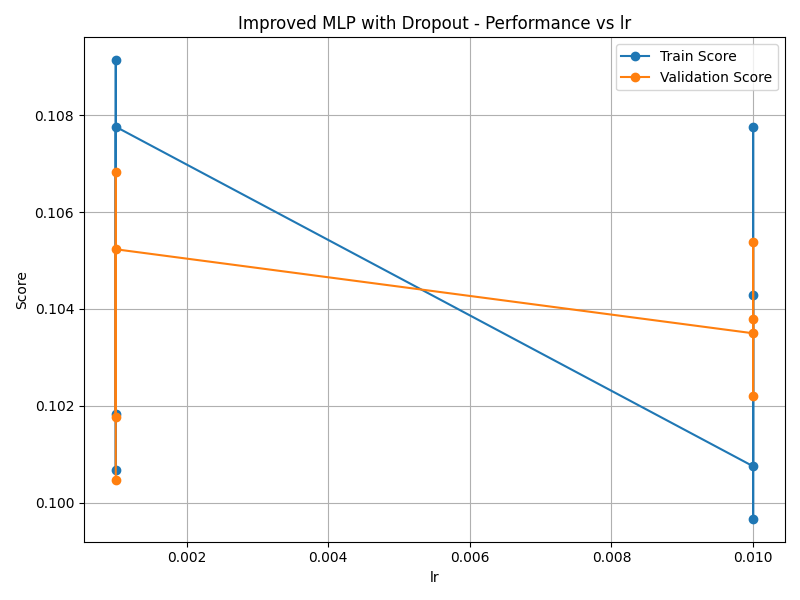 Improved MLP with Dropout - Performance vs lr
Train Score
Validation Score
0.108
0.106
0.104
0.102
0.100
Score
0.002
0.004
0.006
0.008
0.010
lr